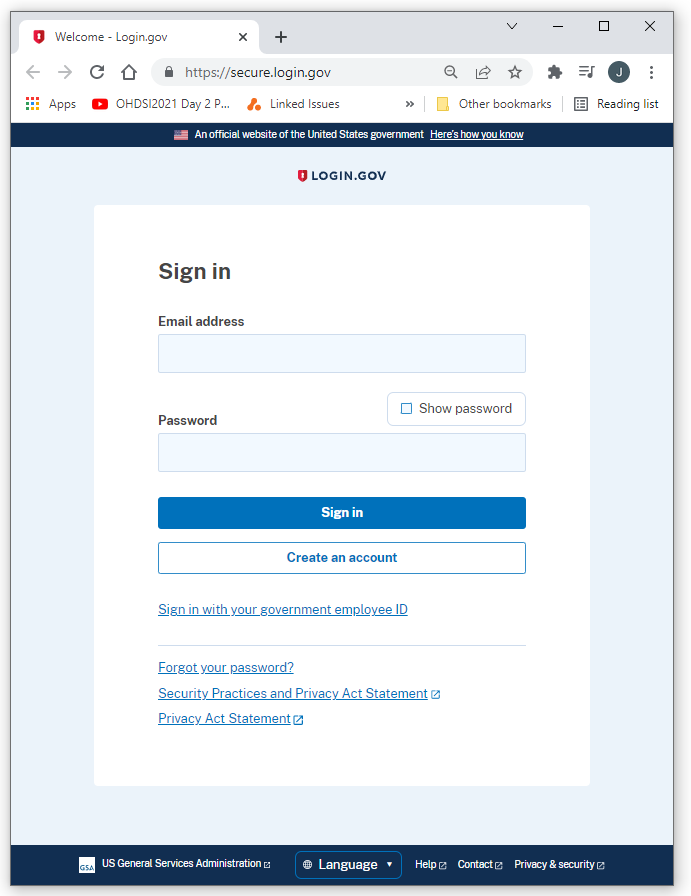 Welcome - Login.gov
https://secure.login.gov
J
Apps
OHDSI2021 Day 2 P...
Linked Issues
»
Other bookmarks
Reading list
An official website of the United States government Here's how you know
LOGIN.GOV
Sign in
Email address
Show password
Password
Sign in
Create an account
Sign in with your government employee ID
Forgot your password?
Security Practices and Privacy Act Statement
Privacy Act Statement
GSA US General Services Administration
Language
Help
Contact
Privacy & security